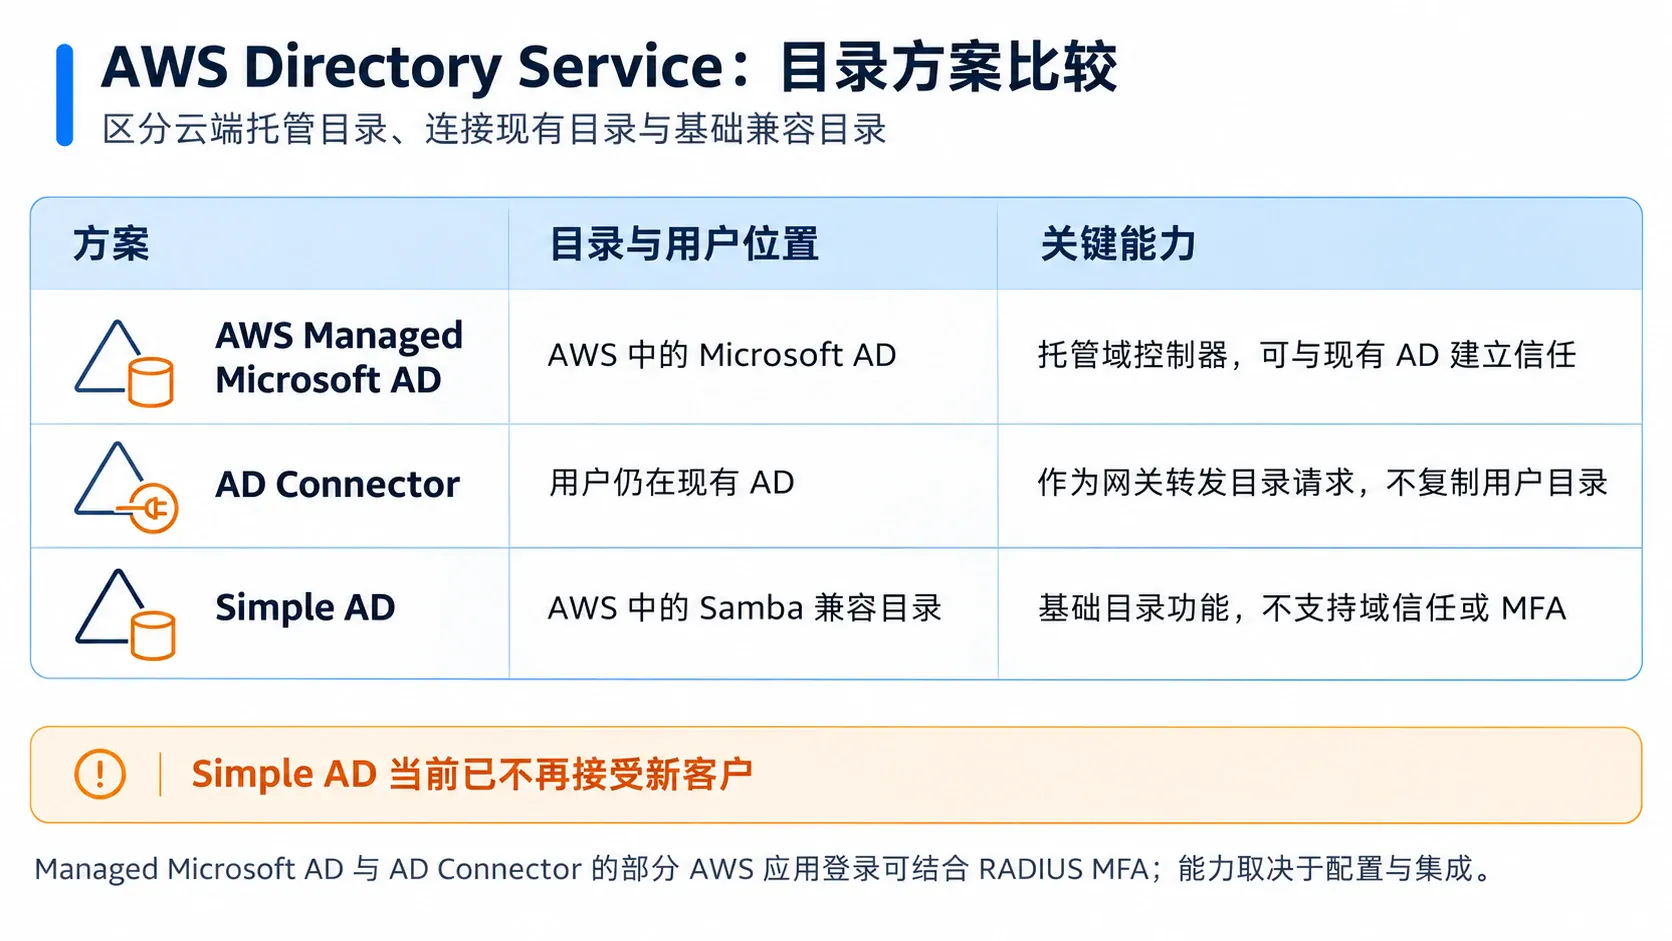 AWS Directory Service：目录方案比较
区分云端托管目录、连接现有目录与基础兼容目录
方案
目录与用户位置
关键能力
AWS Managed
Microsoft AD
AWS 中的 Microsoft AD
托管域控制器，可与现有 AD 建立信任
AD Connector
用户仍在现有 AD
作为网关转发目录请求，不复制用户目录
Simple AD
AWS 中的 Samba 兼容目录
基础目录功能，不支持域信任或 MFA
Simple AD 当前已不再接受新客户
Managed Microsoft AD 与 AD Connector 的部分 AWS 应用登录可结合 RADIUS MFA；能力取决于配置与集成。